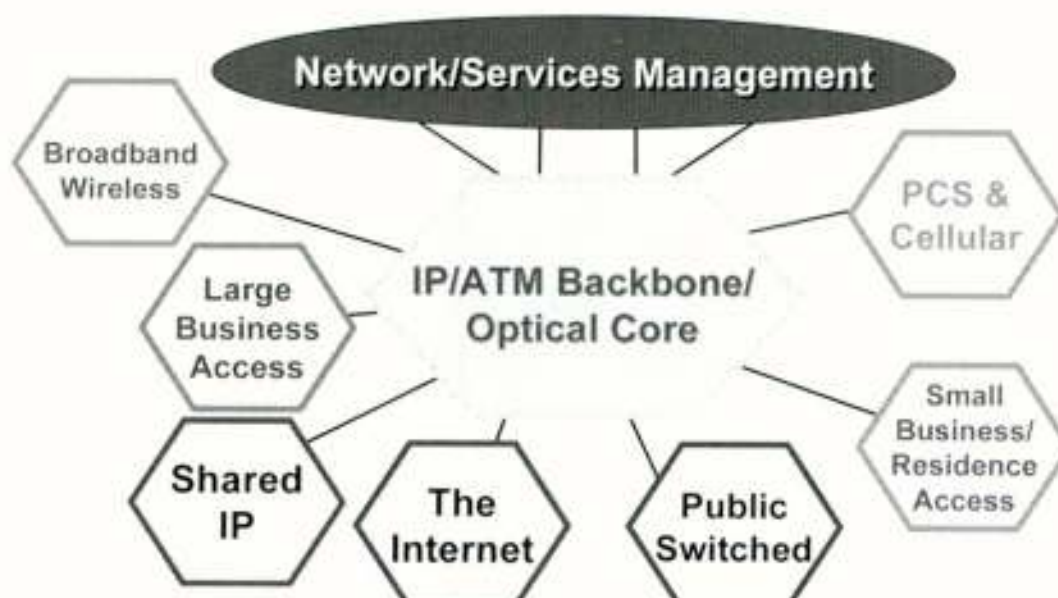 Network/Services Management
Broadband
Wireless
PCS &
Cellular
IP/ATM Backbone/
Optical Core
Large
Business
Access
Small
Business/
Residence
Access
Shared
IP
The
Internet
Public
Switched